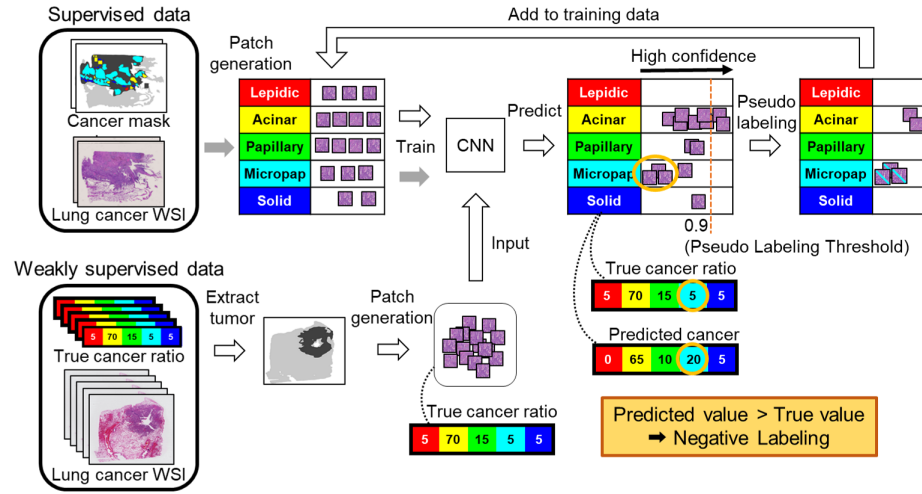 Supervised data
Cancer mask
Lung cancer WSI
Patch
generation
Lepidic
Acinar
Papillary
Micropap
Solid
Train
CNN
Predict
Add to training data
High confidence
Lepidic
Acinar
Papillary
Micropap
Solid
0.9
(Pseudo Labeling Threshold)
Pseudo
labeling
Lepidic
Acinar
Papillary
Micropap
Solid
Input
Weakly supervised data
5 70 15 5 5
True cancer ratio
Lung cancer WSI
Extract
tumor
Patch
generation
True cancer ratio
5 70 15 5 5
True cancer ratio
5 70 15 5 5
Predicted cancer
0 65 10 20 5
Predicted value > True value
➡ Negative Labeling